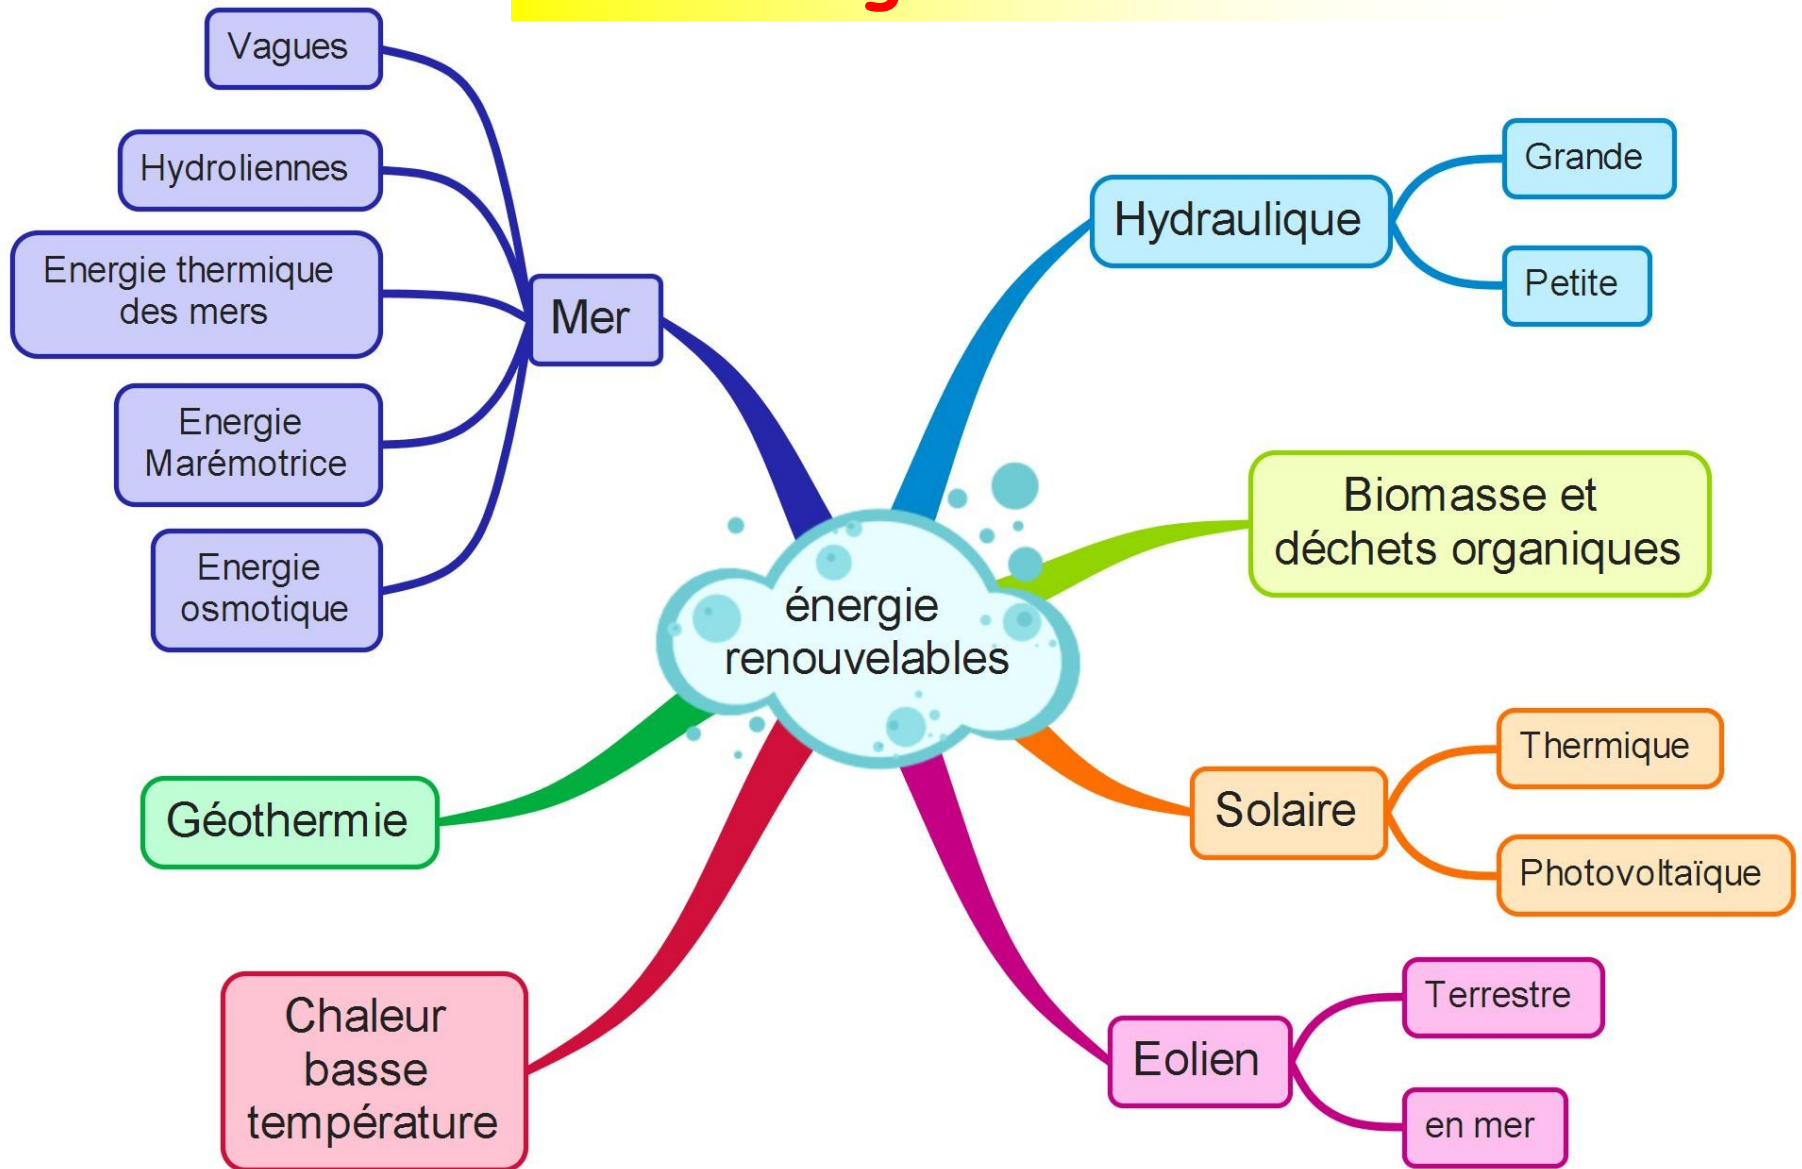 Vagues
Hydroliennes
Energie thermique
des mers
Energie
Marémotrice
Energie
osmotique
Mer
Hydraulique
Grande
Petite
Biomasse et
déchets organiques
énergie
renouvelables
Géothermie
Solaire
Thermique
Photovoltaïque
Chaleur
basse
température
Eolien
Terrestre
en mer